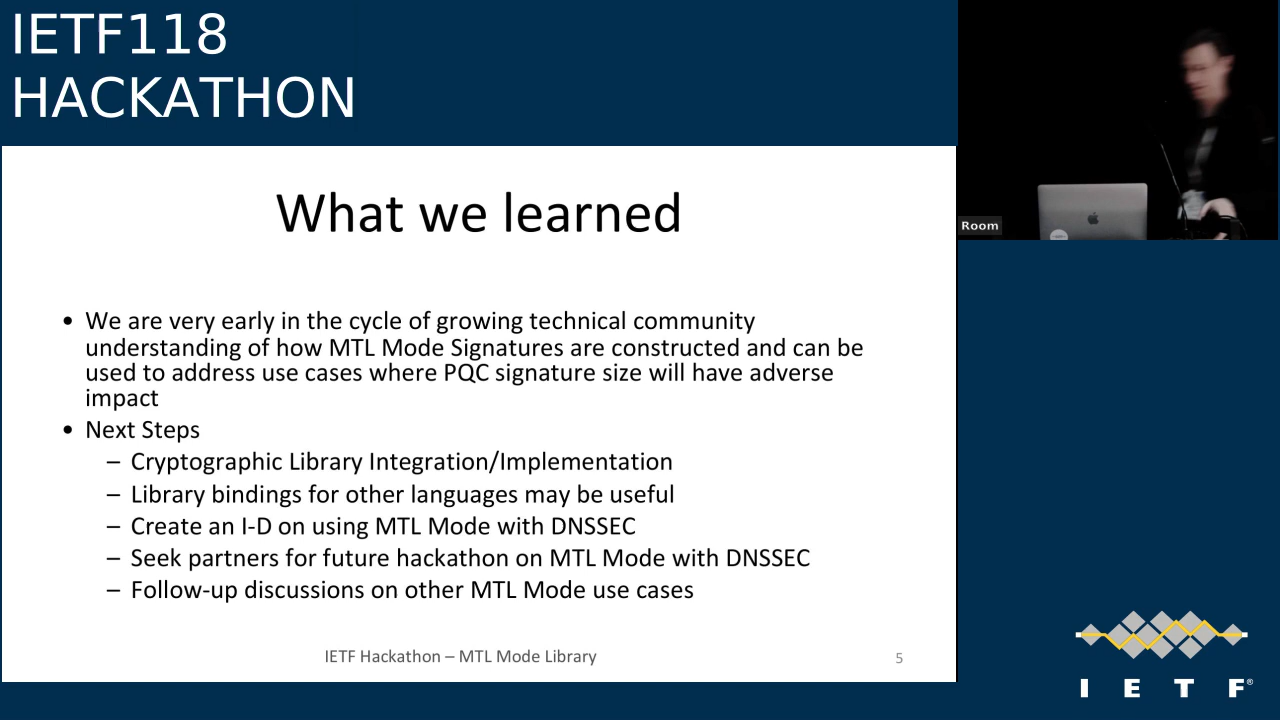 IETF118
HACKATHON
What we learned
• We are very early in the cycle of growing technical community
understanding of how MTL Mode Signatures are constructed and can be
used to address use cases where PQC signature size will have adverse
impact
• Next Steps
– Cryptographic Library Integration/Implementation
– Library bindings for other languages may be useful
– Create an I-D on using MTL Mode with DNSSEC
– Seek partners for future hackathon on MTL Mode with DNSSEC
– Follow-up discussions on other MTL Mode use cases
IETF Hackathon – MTL Mode Library
5
Room
I E T F®